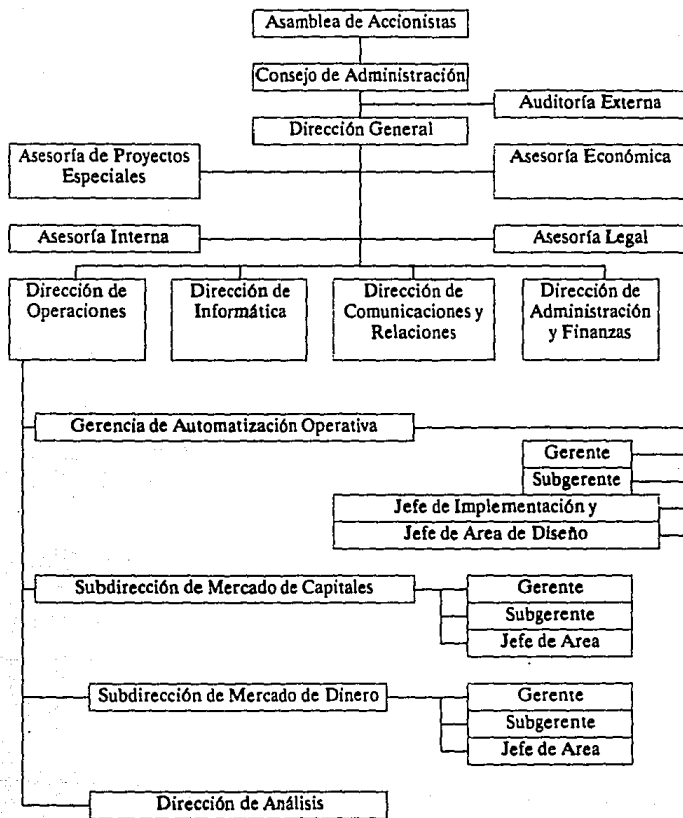 Asamblea de Accionistas
Consejo de Administración
Auditoría Externa
Dirección General
Asesoría de Proyectos
Especiales
Asesoría Económica
Asesoría Interna
Asesoría Legal
Dirección de
Operaciones
Dirección de
Informática
Dirección de
Comunicaciones y
Relaciones
Dirección de
Administración
y Finanzas
Gerencia de Automatización Operativa
Gerente
Subgerente
Jefe de Implementación y
Jefe de Area de Diseño
Subdirección de Mercado de Capitales
Gerente
Subgerente
Jefe de Area
Subdirección de Mercado de Dinero
Gerente
Subgerente
Jefe de Area
Dirección de Análisis